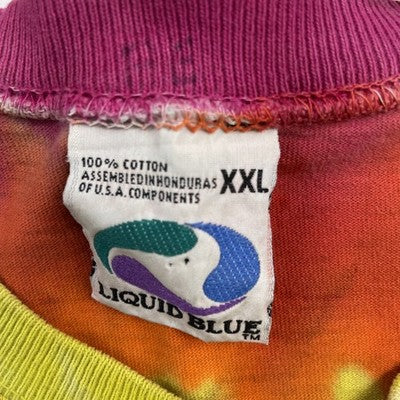 100% COTTON
ASSEMBLED IN HONDURAS XXL
OF U.S.A. COMPONENTS
LIQUID BLUE
TM